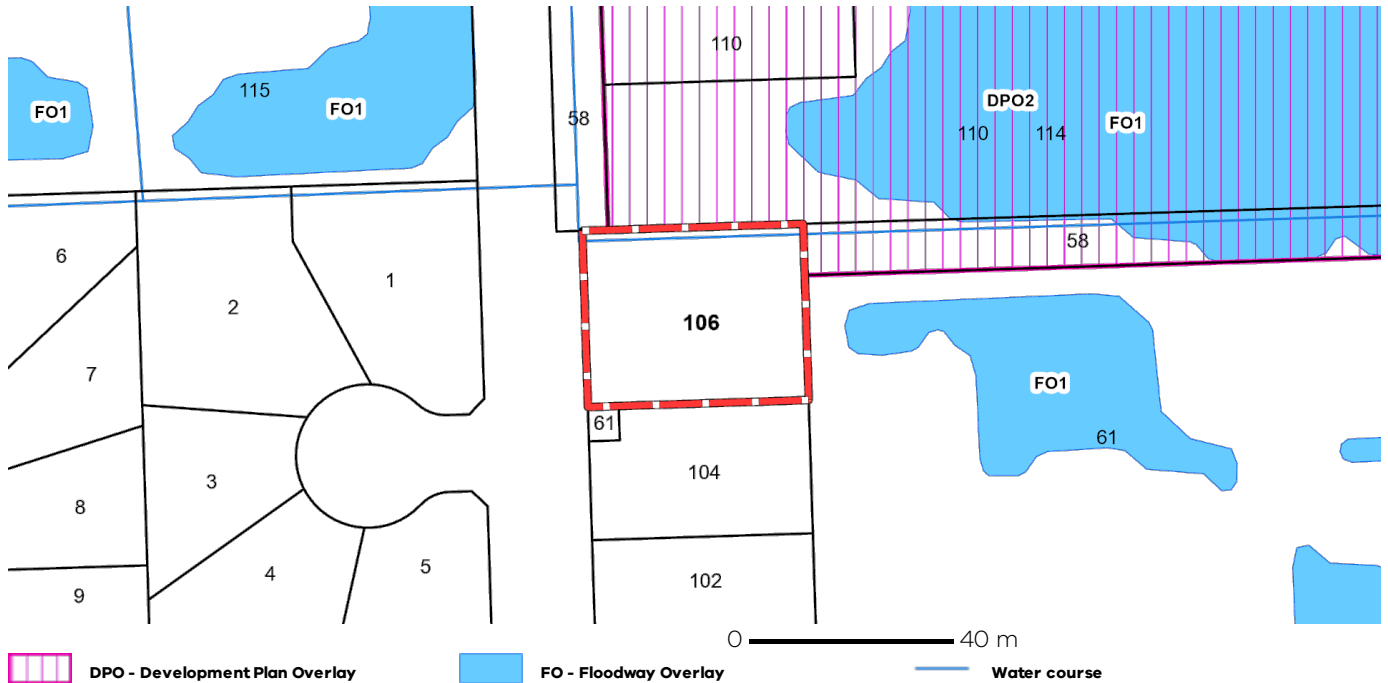 110
115
FO1
FO1
58
DPO2
FO1
110
114
58
6
1
2
106
7
FO1
61
61
104
3
8
4
5
102
9
0
40 m
DPO - Development Plan Overlay
FO - Floodway Overlay
Water course